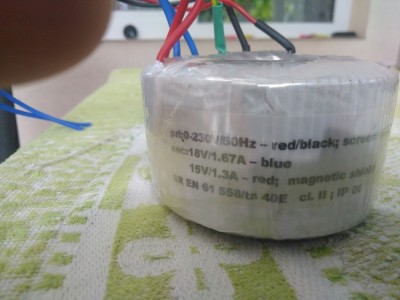 pri:0-230V/50Hz – red/black; screen
sec:18V/1.67A – blue
15V/1.3A – red; magnetic shield
EN 61 558/ta 40E cl. II ; IP 00